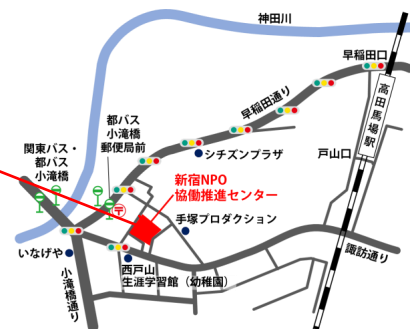 神田川
早稲田口
早稲田通り
高田馬場駅
都バス
小滝橋
郵便局前
関東バス・
都バス
小滝橋
シチズンプラザ
戸山口
新宿NPO
協働推進センター
手塚プロダクション
諏訪通り
いなげや
西戸山
生涯学習館（幼稚園）
小滝橋通り